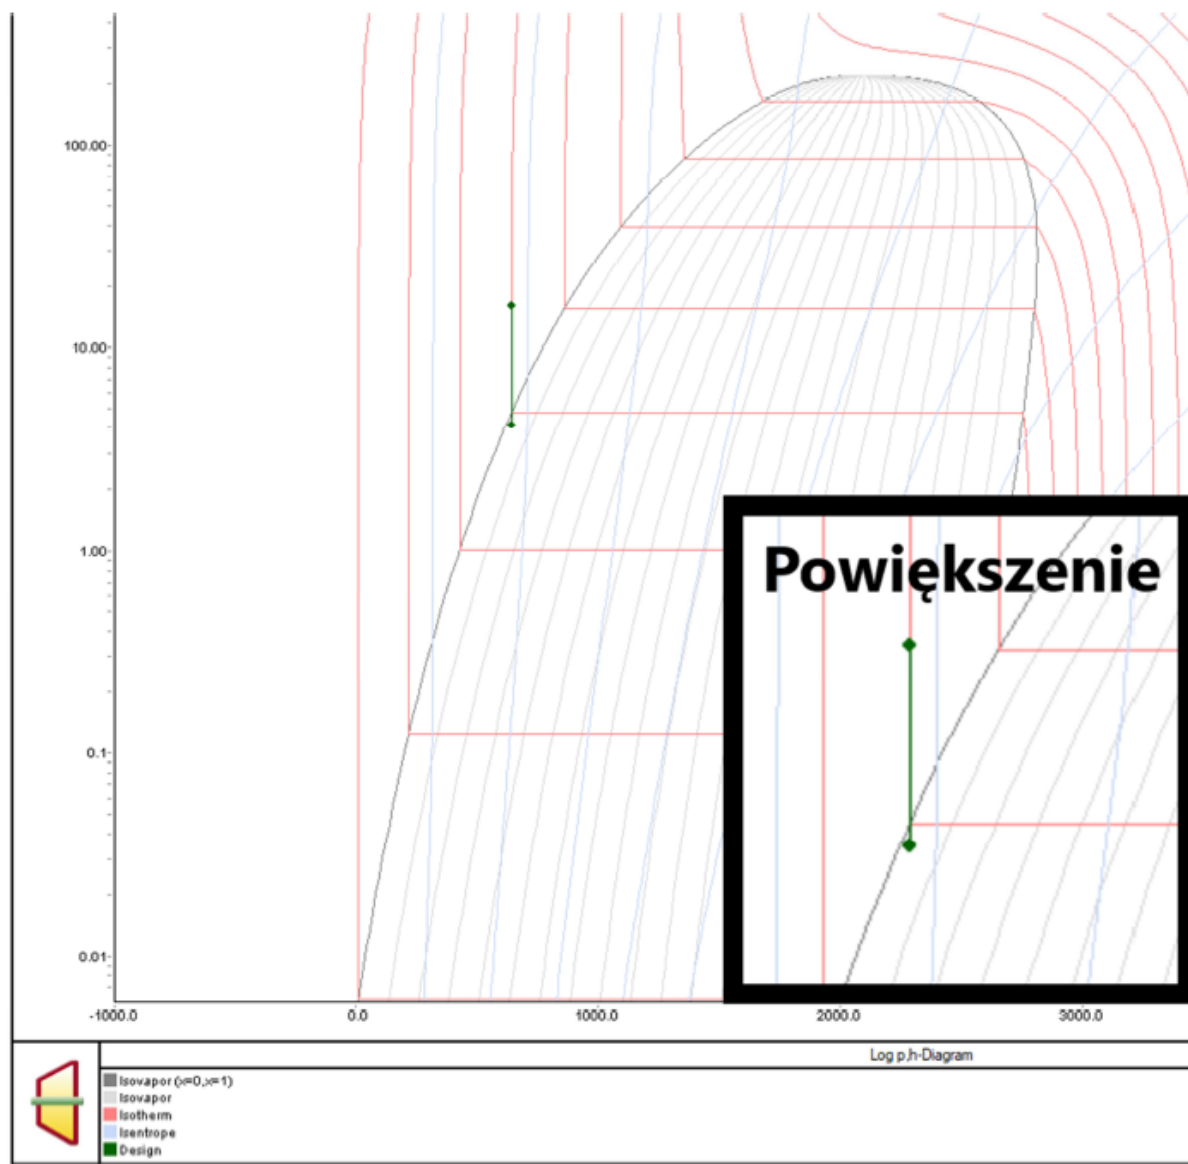 100.00
10.00
1.00
0.1
0.01
Powiększenie
-1000.0 0.0 1000.0 2000.0 3000.0
Log p,h-Diagram
Isovapor (x=0,x=1)
Isovapor
Isotherm
Isentrope
Design